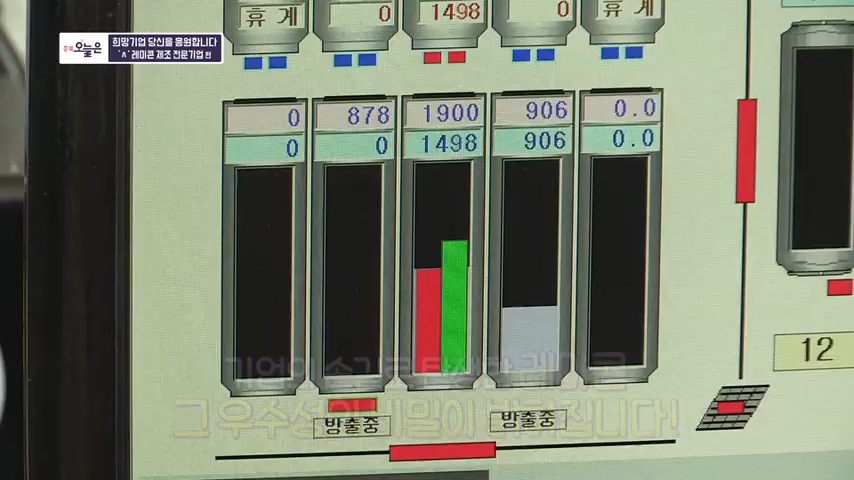 휴 계
0
1498
0
휴 계
오늘은
희망기업 당신을 응원합니다
'ㅅ' 레미콘 제조 전문기업 편
0 878 1900 906 0.0
0 0 1498 906 0.0
12
그 우수성의 비밀이 밝혀집니다!
방출중
방출중